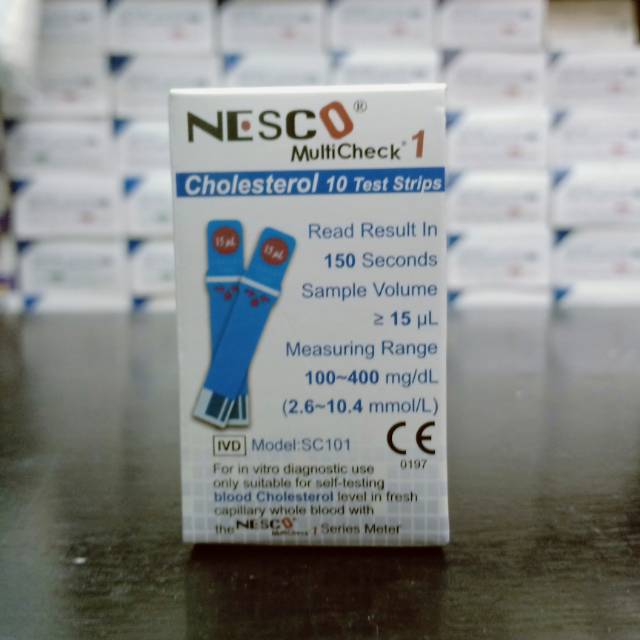 NESCO®
MultiCheck® 1
Cholesterol 10 Test Strips
15 µL
15 µL
Read Result In
150 Seconds
Sample Volume
≥ 15 µL
Measuring Range
100~400 mg/dL
(2.6~10.4 mmol/L)
IVD Model:SC101
CE
0197
For in vitro diagnostic use
only suitable for self-testing
blood Cholesterol level in fresh
capillary whole blood with
the NESCO MultiCheck 1 Series Meter